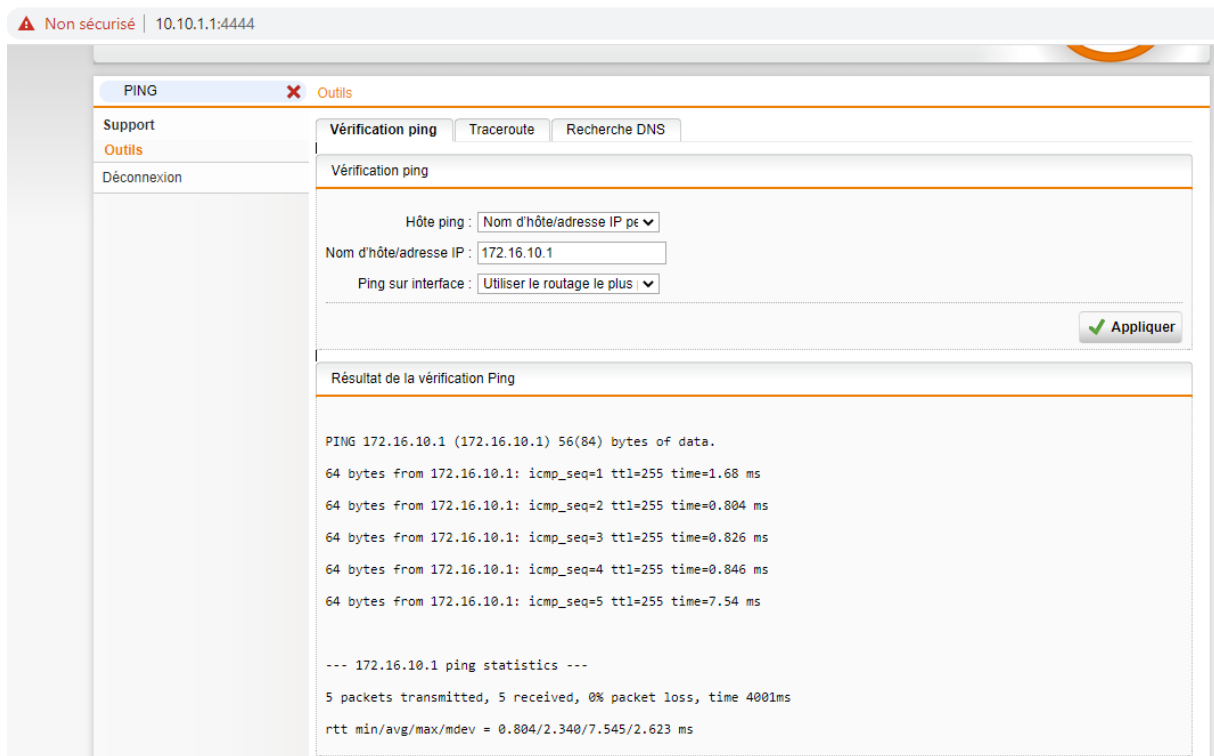 Non sécurisé | 10.10.1.1:4444
PING
Outils
Support
Outils
Déconnexion
Vérification ping
Traceroute
Recherche DNS
Vérification ping
Hôte ping : Nom d'hôte/adresse IP pe
Nom d'hôte/adresse IP : 172.16.10.1
Ping sur interface : Utiliser le routage le plus
Appliquer
Résultat de la vérification Ping
PING 172.16.10.1 (172.16.10.1) 56(84) bytes of data.
64 bytes from 172.16.10.1: icmp_seq=1 ttl=255 time=1.68 ms
64 bytes from 172.16.10.1: icmp_seq=2 ttl=255 time=0.804 ms
64 bytes from 172.16.10.1: icmp_seq=3 ttl=255 time=0.826 ms
64 bytes from 172.16.10.1: icmp_seq=4 ttl=255 time=0.846 ms
64 bytes from 172.16.10.1: icmp_seq=5 ttl=255 time=7.54 ms
--- 172.16.10.1 ping statistics ---
5 packets transmitted, 5 received, 0% packet loss, time 4001ms
rtt min/avg/max/mdev = 0.804/2.340/7.545/2.623 ms